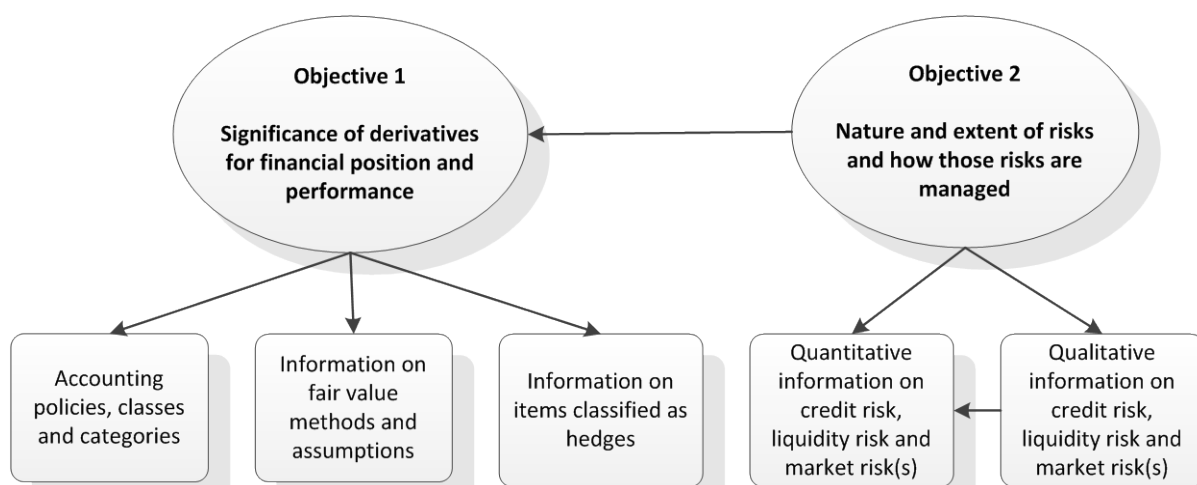 Objective 1
Significance of derivatives
for financial position and
performance
Objective 2
Nature and extent of risks
and how those risks are
managed
Accounting
policies, classes
and categories
Information on
fair value
methods and
assumptions
Information on
items classified as
hedges
Quantitative
information on
credit risk,
liquidity risk and
market risk(s)
Qualitative
information on
credit risk,
liquidity risk and
market risk(s)